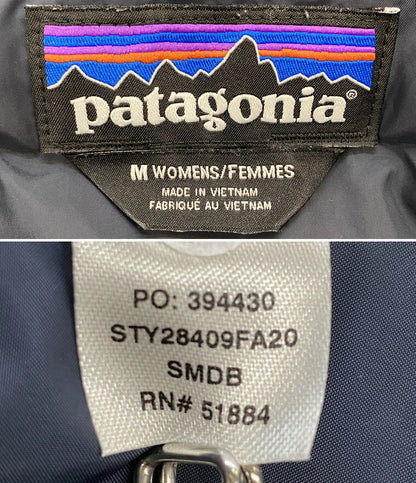 patagonia®
M WOMENS/FEMMES
MADE IN VIETNAM
FABRIQUÉ AU VIETNAM
PO: 394430
STY28409FA20
SMDB
RN# 51884